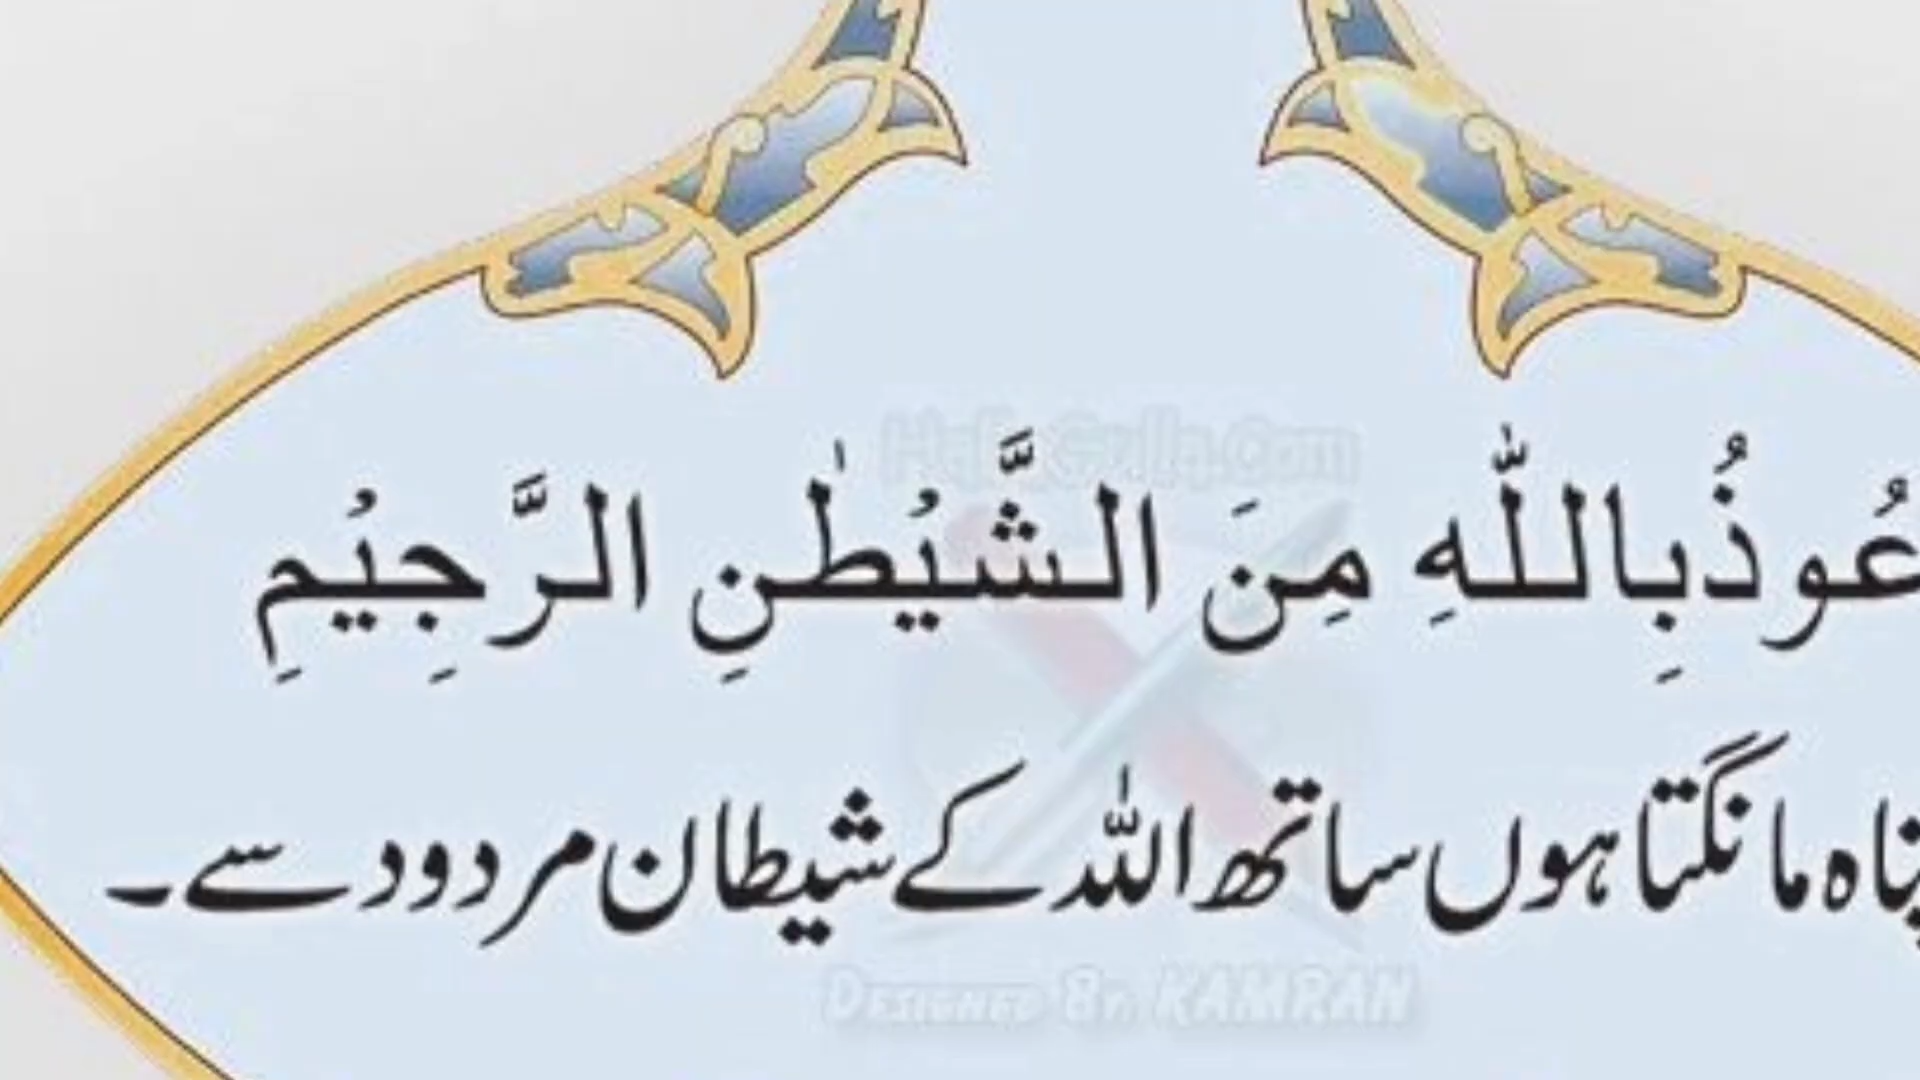 عُوذُبِاللّٰهِ مِنَ الشَّيْطٰنِ الرَّجِيْمِ
ناہ مانگتا ہوں ساتھ اللہ کے شیطان مردود سے۔
DESIGNED BY. KAMRAN